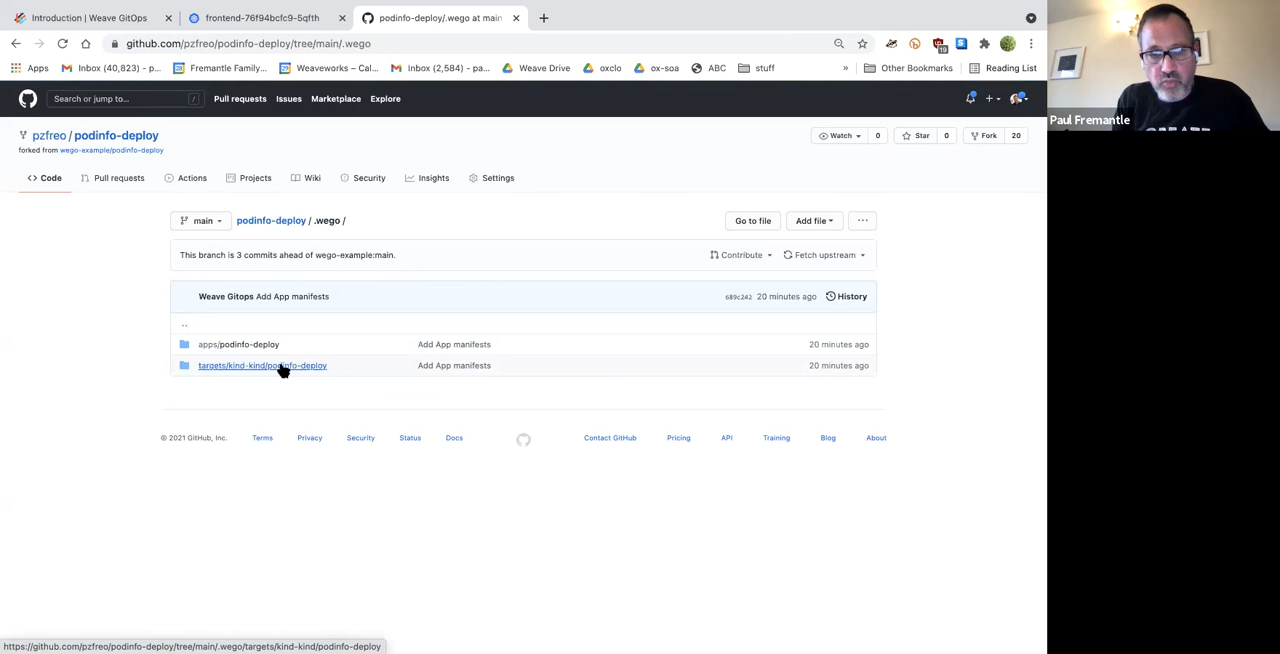 Introduction | Weave GitOps
frontend-76f94bcfc9-5qfth
podinfo-deploy/.wego at main
github.com/pzfreo/podinfo-deploy/tree/main/.wego
19
Apps
Inbox (40,823) – p...
Fremantle Family...
Weaveworks – Cal...
Inbox (2,584) – pa...
Weave Drive
oxclo
ox-soa
ABC
stuff
»
Other Bookmarks
Reading List
Search or jump to...
/
Pull requests
Issues
Marketplace
Explore
pzfreo / podinfo-deploy
forked from wego-example/podinfo-deploy
Watch
0
Star
0
Fork
20
Code
Pull requests
Actions
Projects
Wiki
Security
Insights
Settings
main
podinfo-deploy / .wego /
Go to file
Add file
···
This branch is 3 commits ahead of wego-example:main.
Contribute
Fetch upstream
Weave Gitops Add App manifests
689c242 20 minutes ago
History
..
apps/podinfo-deploy
Add App manifests
20 minutes ago
targets/kind-kind/podinfo-deploy
Add App manifests
20 minutes ago
© 2021 GitHub, Inc.
Terms
Privacy
Security
Status
Docs
Contact GitHub
Pricing
API
Training
Blog
About
https://github.com/pzfreo/podinfo-deploy/tree/main/.wego/targets/kind-kind/podinfo-deploy
Paul Fremantle